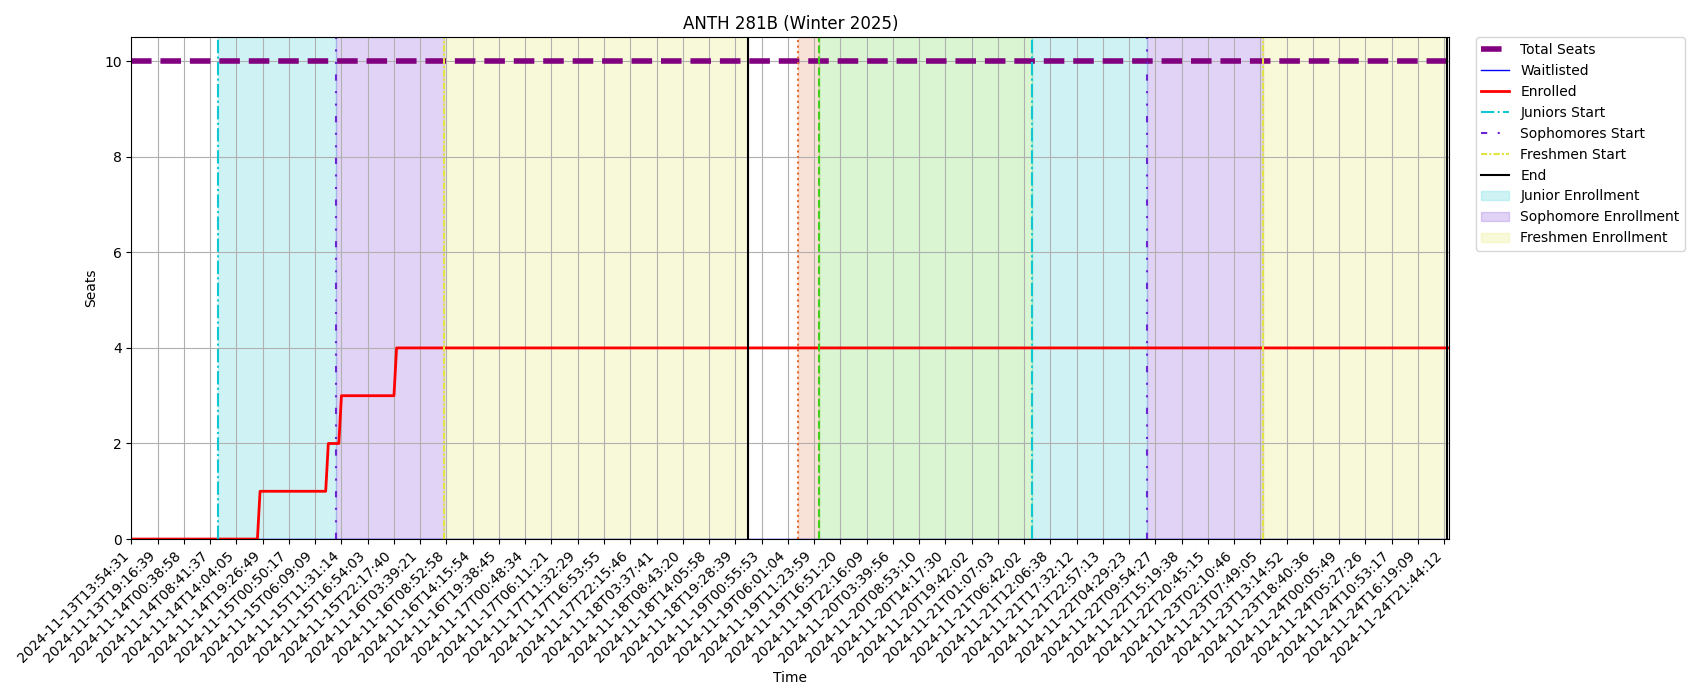 ANTH 281B (Winter 2025)
10
8
6
4
2
0
Seats
2024-11-13T13:54:31
2024-11-13T19:16:39
2024-11-14T00:38:58
2024-11-14T08:41:37
2024-11-14T14:04:05
2024-11-14T19:26:49
2024-11-15T00:50:17
2024-11-15T06:09:09
2024-11-15T11:31:14
2024-11-15T16:54:03
2024-11-15T22:17:40
2024-11-16T03:39:21
2024-11-16T08:52:58
2024-11-16T14:15:54
2024-11-16T19:38:45
2024-11-17T00:48:34
2024-11-17T06:11:21
2024-11-17T11:32:29
2024-11-17T16:53:55
2024-11-17T22:15:46
2024-11-18T03:37:41
2024-11-18T08:43:20
2024-11-18T14:05:58
2024-11-18T19:28:39
2024-11-19T00:55:53
2024-11-19T06:01:04
2024-11-19T11:23:59
2024-11-19T16:51:20
2024-11-19T22:16:09
2024-11-20T03:39:56
2024-11-20T08:53:10
2024-11-20T14:17:30
2024-11-20T19:42:02
2024-11-21T01:07:03
2024-11-21T06:42:02
2024-11-21T12:06:38
2024-11-21T17:32:12
2024-11-21T22:57:13
2024-11-22T04:29:23
2024-11-22T09:54:27
2024-11-22T15:19:38
2024-11-22T20:45:15
2024-11-23T02:10:46
2024-11-23T07:49:05
2024-11-23T13:14:52
2024-11-23T18:40:36
2024-11-24T00:05:49
2024-11-24T05:27:26
2024-11-24T10:53:17
2024-11-24T16:19:09
2024-11-24T21:44:12
Time
Total Seats
Waitlisted
Enrolled
Juniors Start
Sophomores Start
Freshmen Start
End
Junior Enrollment
Sophomore Enrollment
Freshmen Enrollment